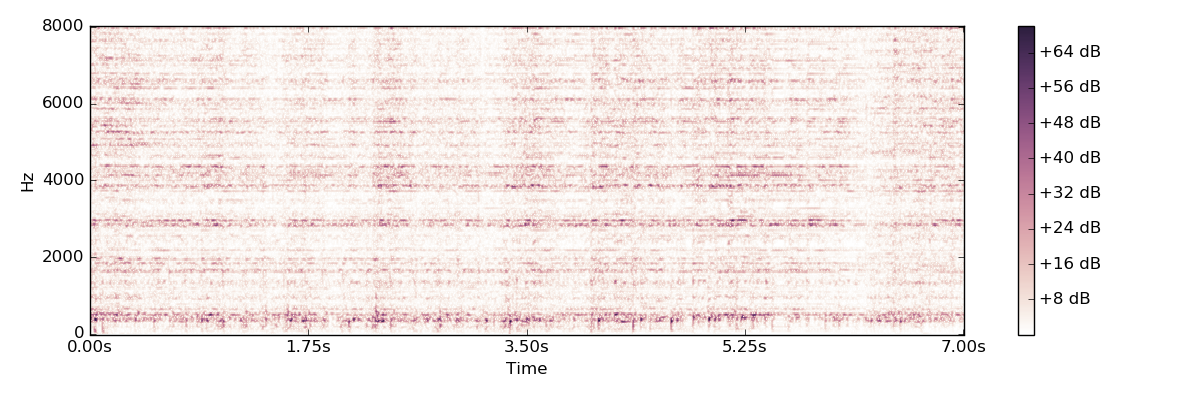 8000
6000
4000
2000
0
Hz
0.00s 1.75s 3.50s 5.25s 7.00s
Time
+64 dB
+56 dB
+48 dB
+40 dB
+32 dB
+24 dB
+16 dB
+8 dB